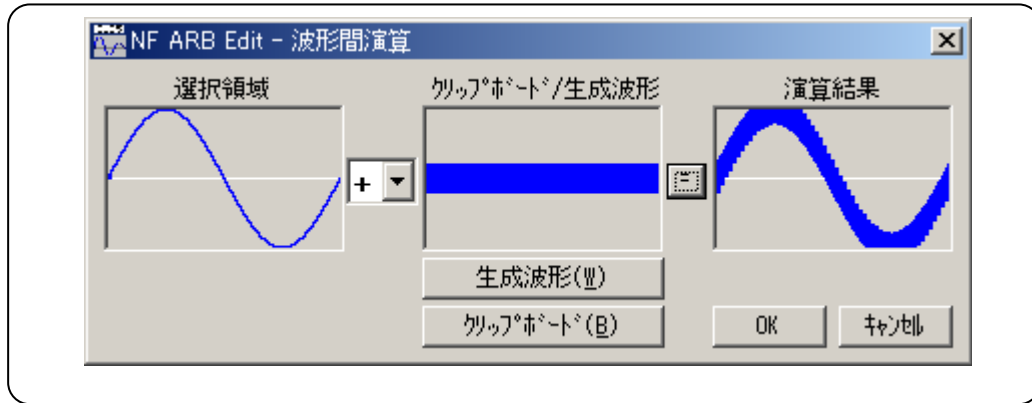 NF ARB Edit - 波形間演算
選択領域
ｸﾘｯﾌﾟﾎﾞｰﾄﾞ/生成波形
演算結果
+
生成波形(W)
ｸﾘｯﾌﾟﾎﾞｰﾄﾞ(B)
OK
ｷｬﾝｾﾙ